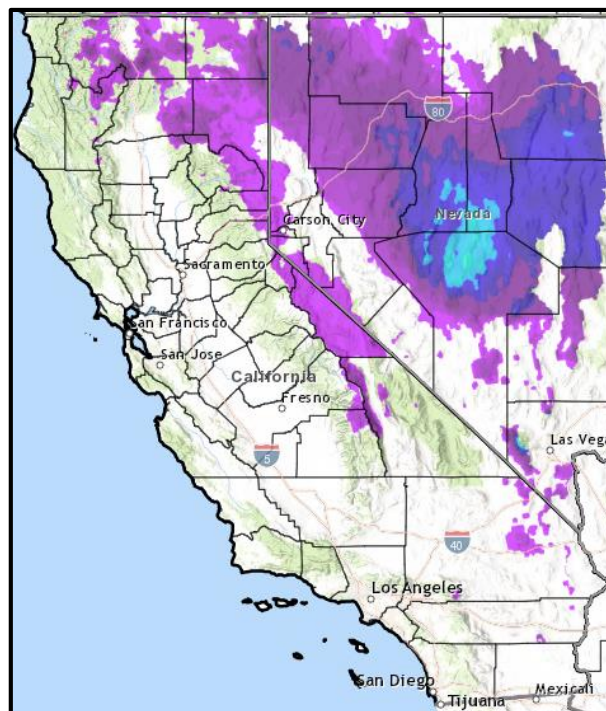 80
Nevada
Carson City
Sacramento
San Francisco
San Jose
California
Fresno
5
Las Vega
40
Los Angeles
San Diego
Tijuana
Mexicali